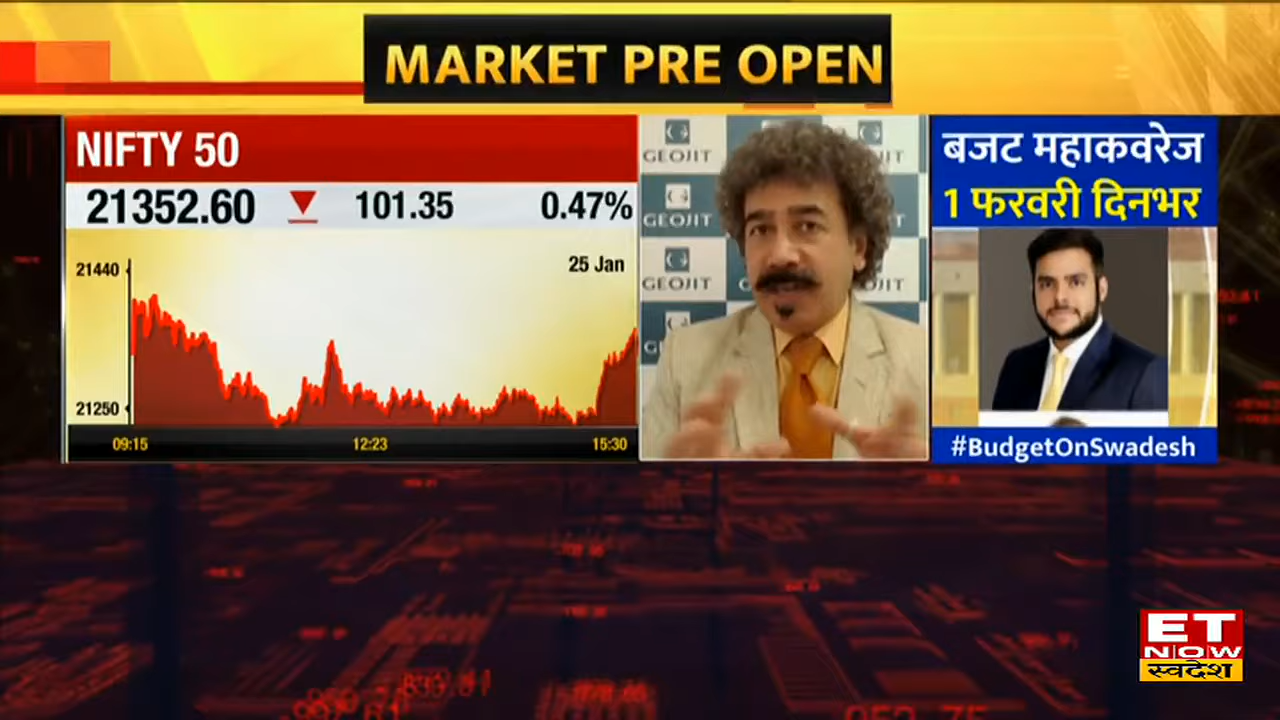 MARKET PRE OPEN
NIFTY 50
21352.60 101.35 0.47%
25 Jan
21440
21250
09:15 12:23 15:30
GEOJIT
GEOJIT
GEOJIT
GEOJIT
बजट महाकवरेज
1 फरवरी दिनभर
#BudgetOnSwadesh
ET
NOW
स्वदेश